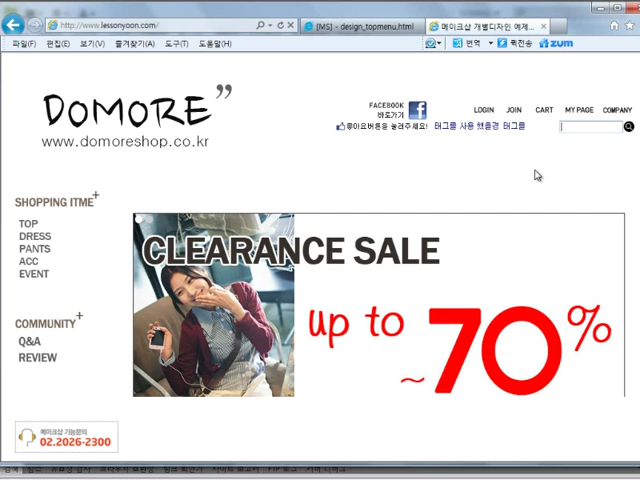 http://www.lessonyoon.com/
[MS] - design_topmenu.html
메이크샵 개별디자인 예제...
파일(F) 편집(E) 보기(V) 즐겨찾기(A) 도구(T) 도움말(H)
번역
퀵전송
zum
DOMORE”
www.domoreshop.co.kr
FACEBOOK
바로가기
좋아요버튼을 눌러주세요!
태그를 사용 했을경 태그를
LOGIN JOIN CART MY PAGE COMPANY
SHOPPING ITME+
TOP
DRESS
PANTS
ACC
EVENT
COMMUNITY+
Q&A
REVIEW
CLEARANCE SALE
up to
~70%
메이크샵 기능문의
02.2026-2300